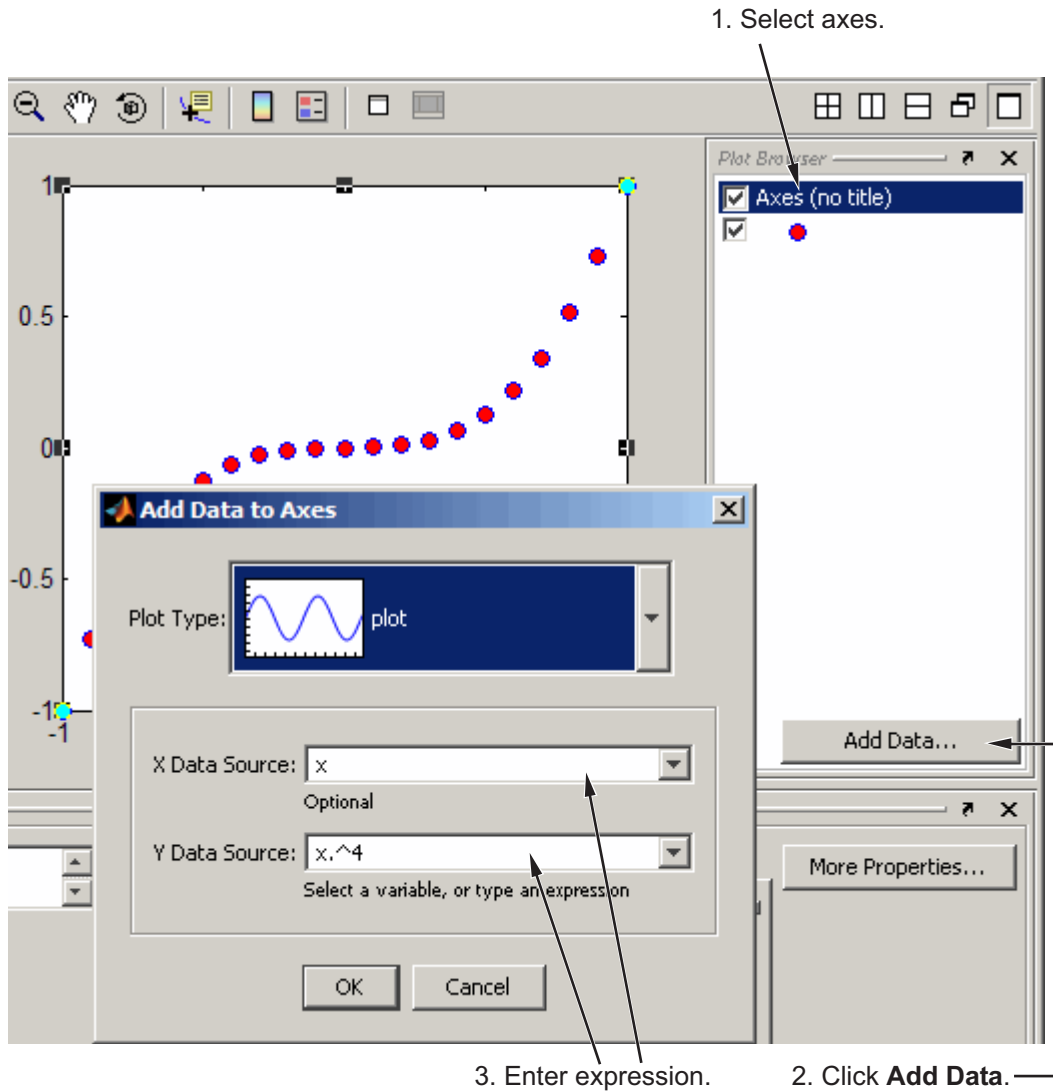 1. Select axes.
Plot Browser
Axes (no title)
1
0.5
0
-0.5
-1
-1
Add Data to Axes
Plot Type:
plot
X Data Source:
x
Optional
Y Data Source:
x.^4
Select a variable, or type an expression
OK
Cancel
Add Data...
More Properties...
3. Enter expression.
2. Click Add Data.